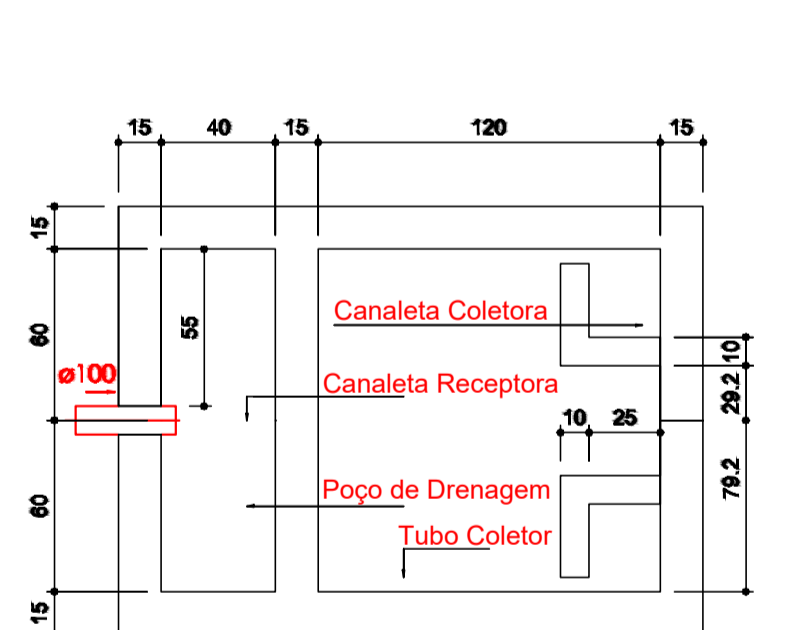 15 40 15 120 15
15
Canaleta Coletora
55
60
10
ø100
Canaleta Receptora
29.2
10 25
79.2
Poço de Drenagem
60
Tubo Coletor
15